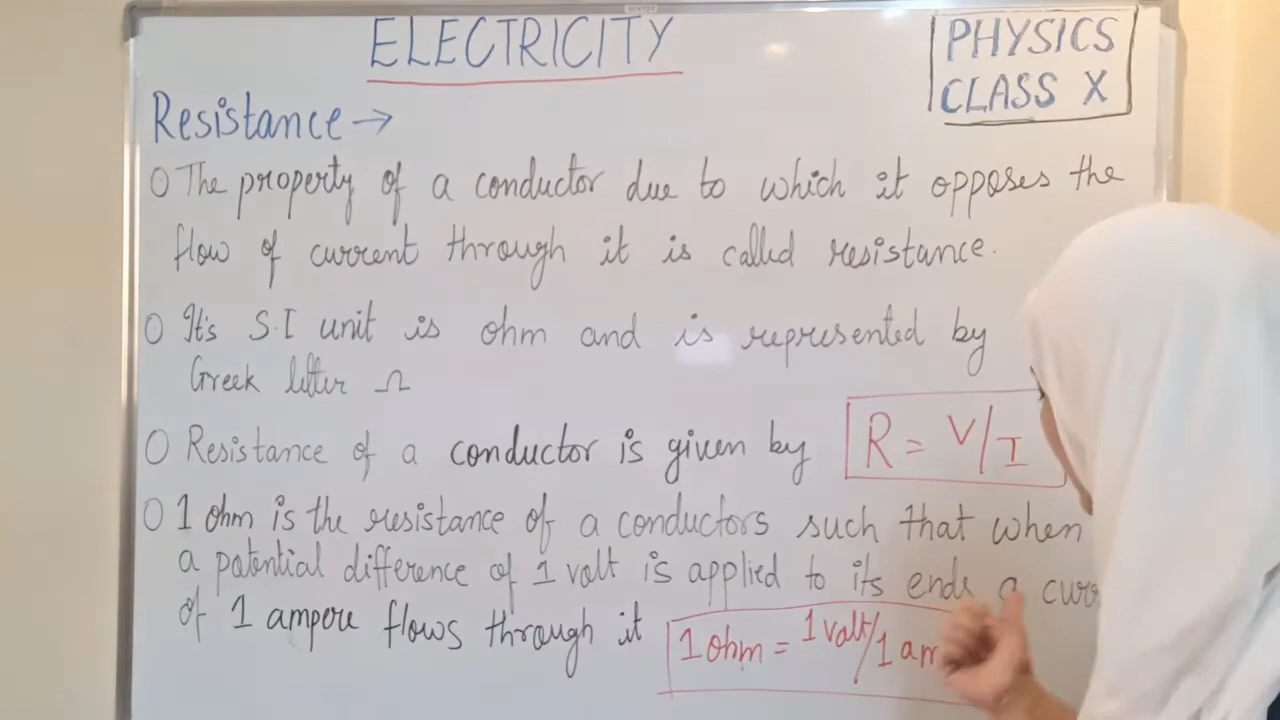 ELECTRICITY
PHYSICS
CLASS X
Resistance →
○ The property of a conductor due to which it opposes the
flow of current through it is called resistance.
○ It's S.I unit is ohm and is represented by
Greek letter Ω
○ Resistance of a conductor is given by R = V/I
○ 1 ohm is the resistance of a conductors such that when
a potential difference of 1 volt is applied to its ends a
of 1 ampere flows through it 1 ohm = 1 volt/1